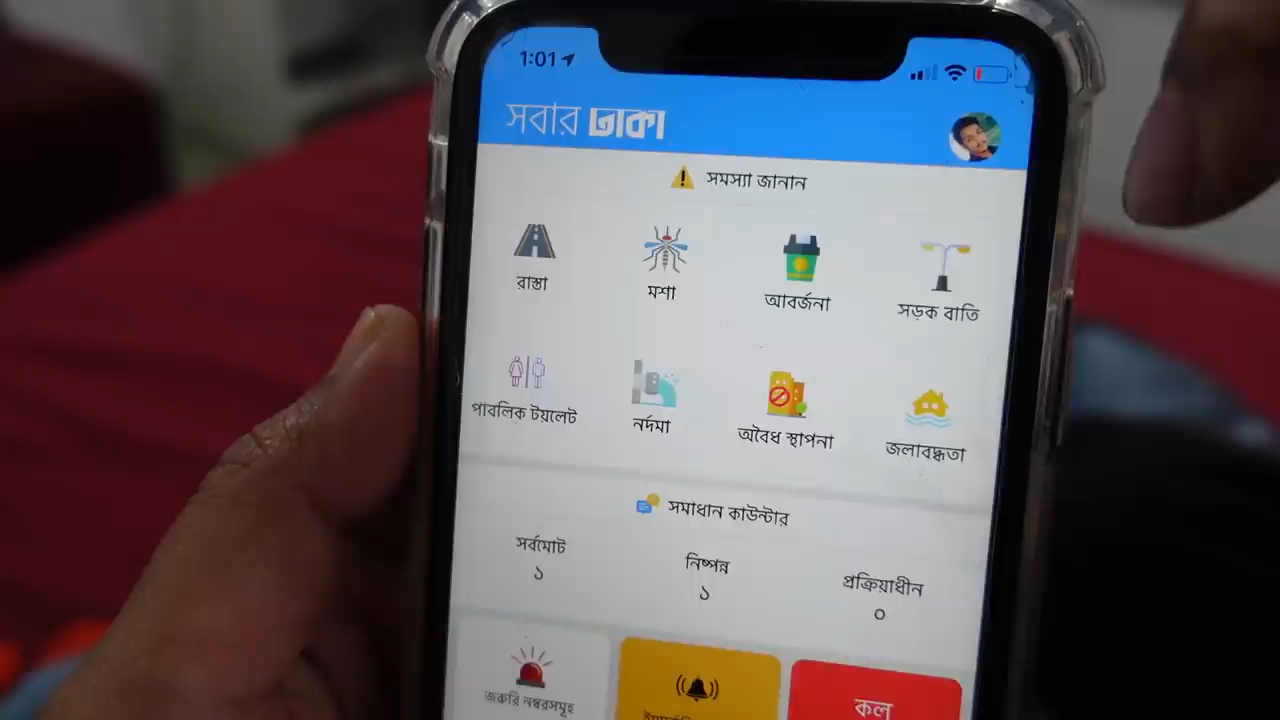 1:01
সবার ঢাকা
সমস্যা জানান
রাস্তা মশা আবর্জনা সড়ক বাতি
পাবলিক টয়লেট নর্দমা অবৈধ স্থাপনা জলাবদ্ধতা
সমাধান কাউন্টার
সর্বমোট নিষ্পন্ন প্রক্রিয়াধীন
১ ১ ০
জরুরি নম্বরসমূহ কল